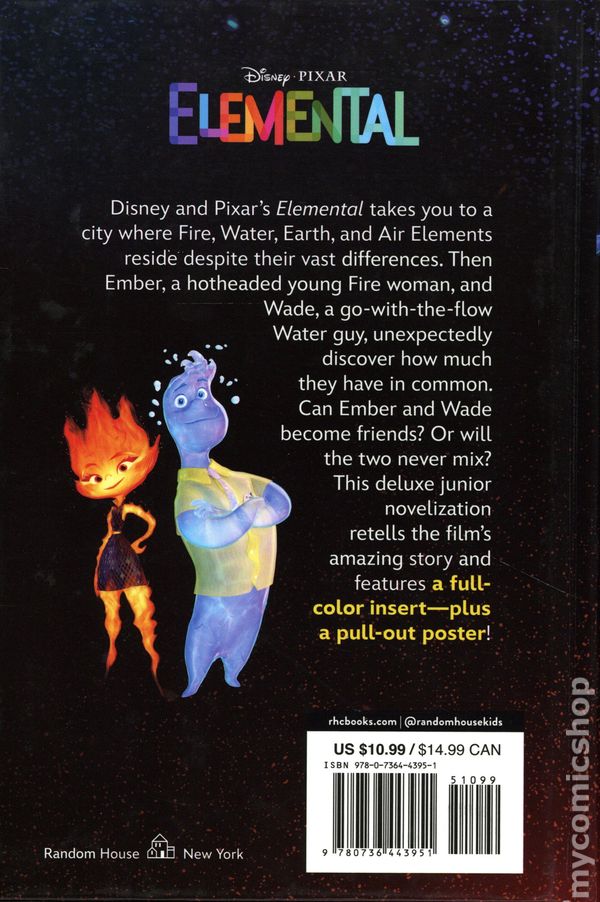 Disney · PIXAR
ELEMENTAL
Disney and Pixar's Elemental takes you to a
city where Fire, Water, Earth, and Air Elements
reside despite their vast differences. Then
Ember, a hotheaded young Fire woman, and
Wade, a go-with-the-flow
Water guy, unexpectedly
discover how much
they have in common.
Can Ember and Wade
become friends? Or will
the two never mix?
This deluxe junior
novelization
retells the film's
amazing story and
features a full-
color insert—plus
a pull-out poster!
rhcbooks.com | @randomhousekids
US $10.99 / $14.99 CAN
ISBN 978-0-7364-4395-1
51099
9 780736 443951
Random House New York
mycomicshop